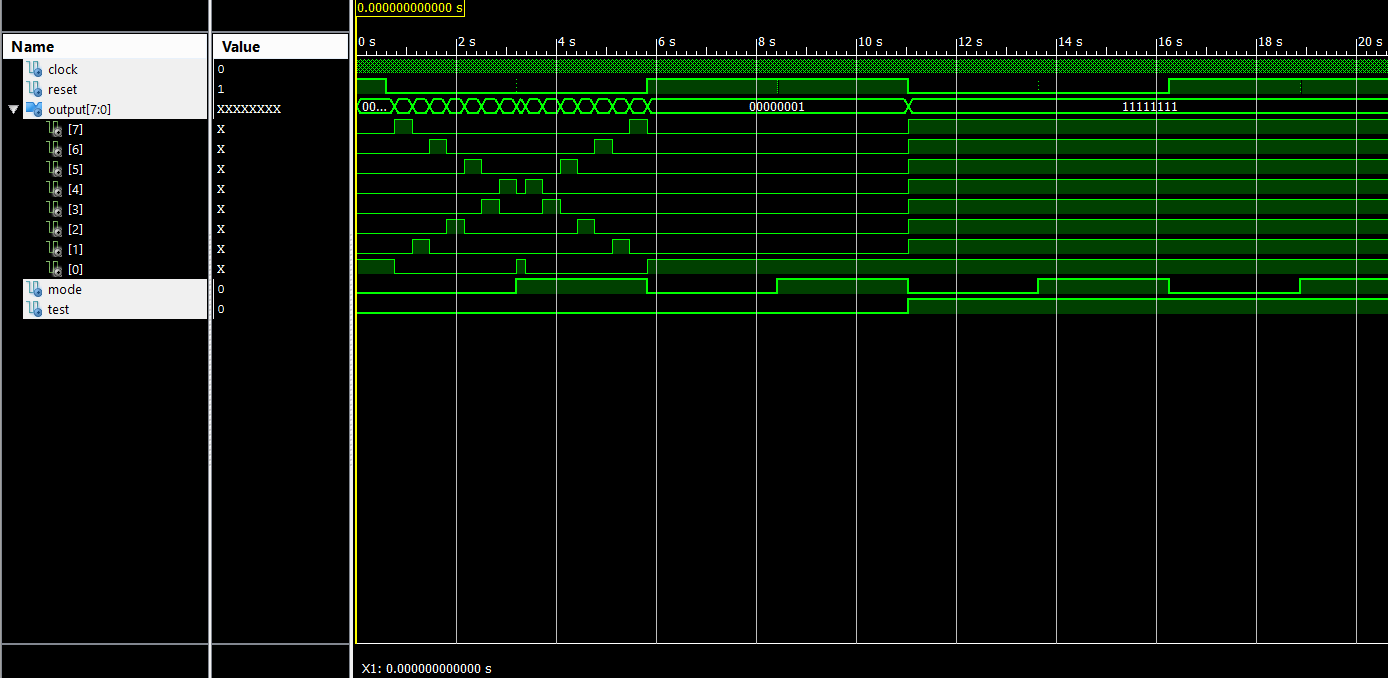 0.000000000000 s
Name Value 0 s 2 s 4 s 6 s 8 s 10 s 12 s 14 s 16 s 18 s 20 s
clock 0
reset 1
output[7:0] XXXXXXXX 00... 00000001 11111111
[7] X
[6] X
[5] X
[4] X
[3] X
[2] X
[1] X
[0] X
mode 0
test 0
X1: 0.000000000000 s